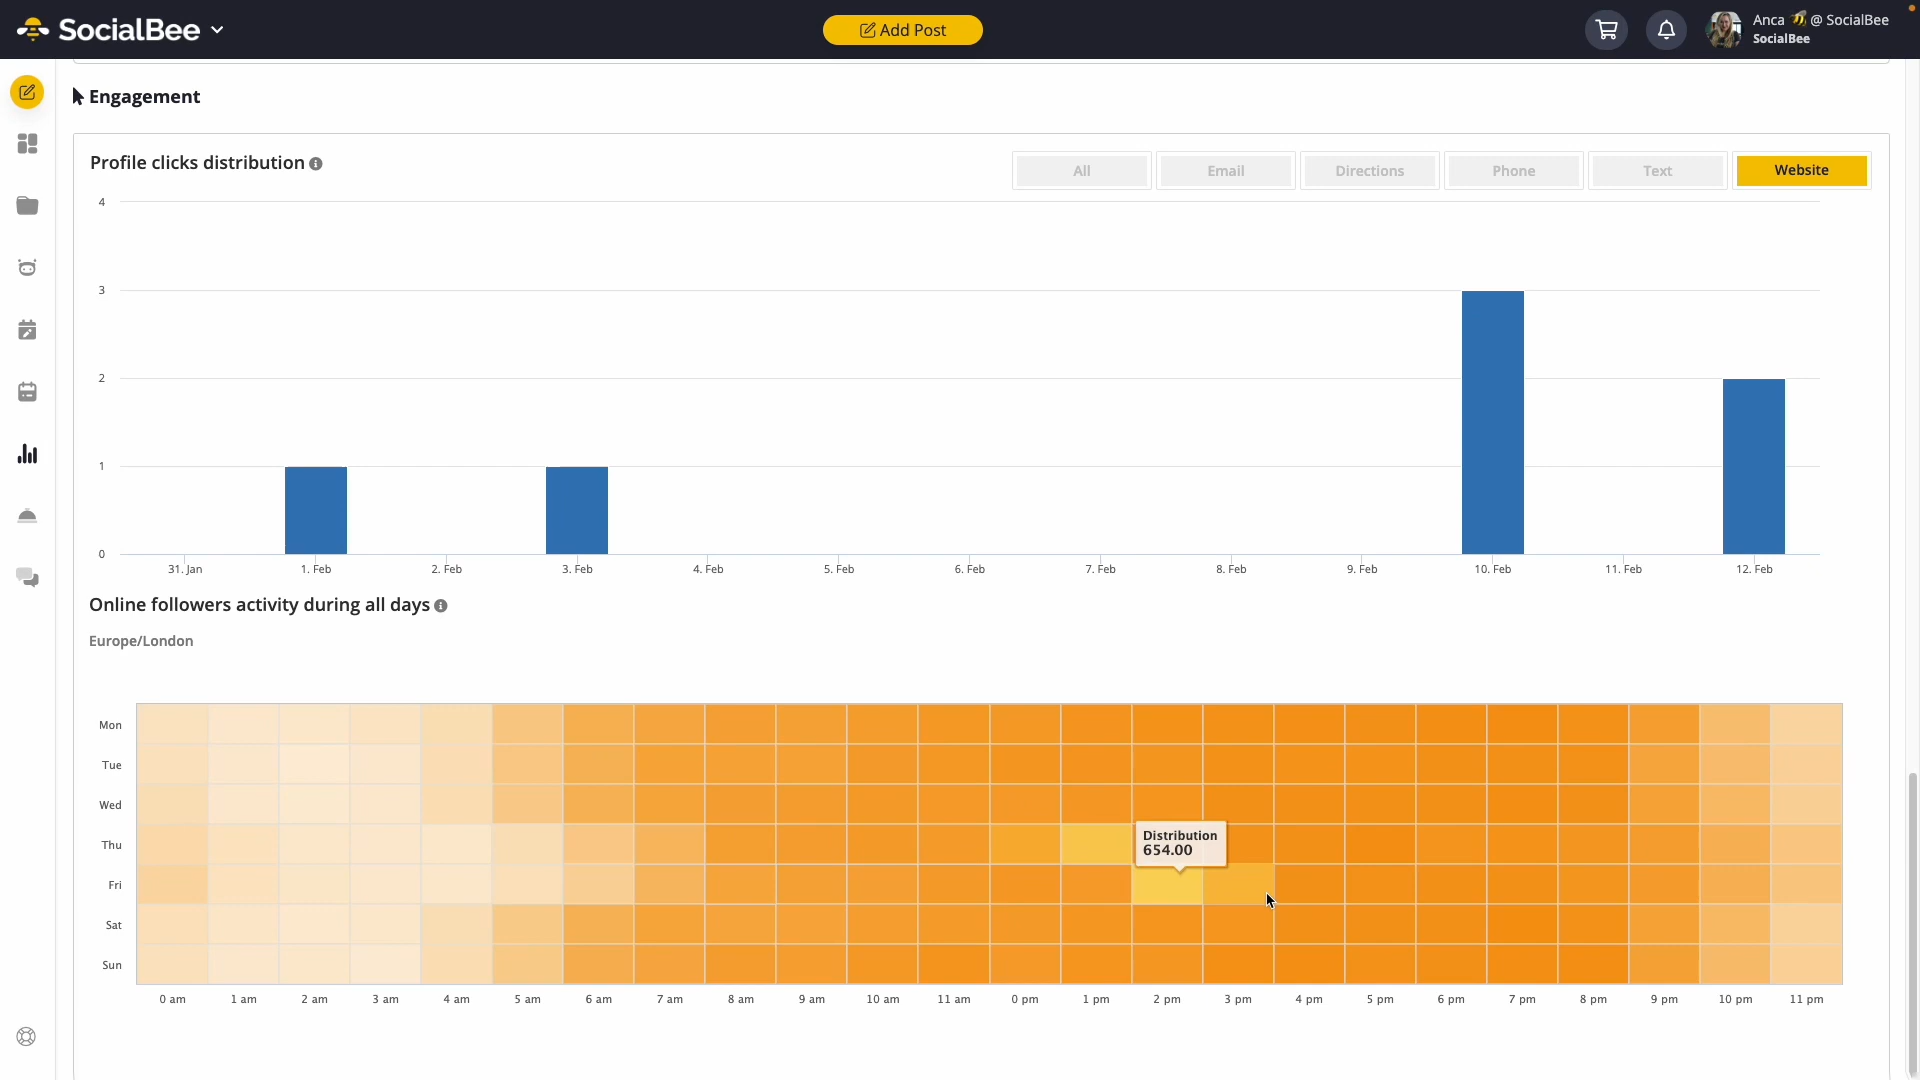 SocialBee
Add Post
Anca 🐝 @ SocialBee
SocialBee
Engagement
Profile clicks distribution
All
Email
Directions
Phone
Text
Website
4
3
2
1
0
31. Jan
1. Feb
2. Feb
3. Feb
4. Feb
5. Feb
6. Feb
7. Feb
8. Feb
9. Feb
10. Feb
11. Feb
12. Feb
Online followers activity during all days
Europe/London
Mon
Tue
Wed
Thu
Fri
Sat
Sun
Distribution
654.00
0 am
1 am
2 am
3 am
4 am
5 am
6 am
7 am
8 am
9 am
10 am
11 am
0 pm
1 pm
2 pm
3 pm
4 pm
5 pm
6 pm
7 pm
8 pm
9 pm
10 pm
11 pm